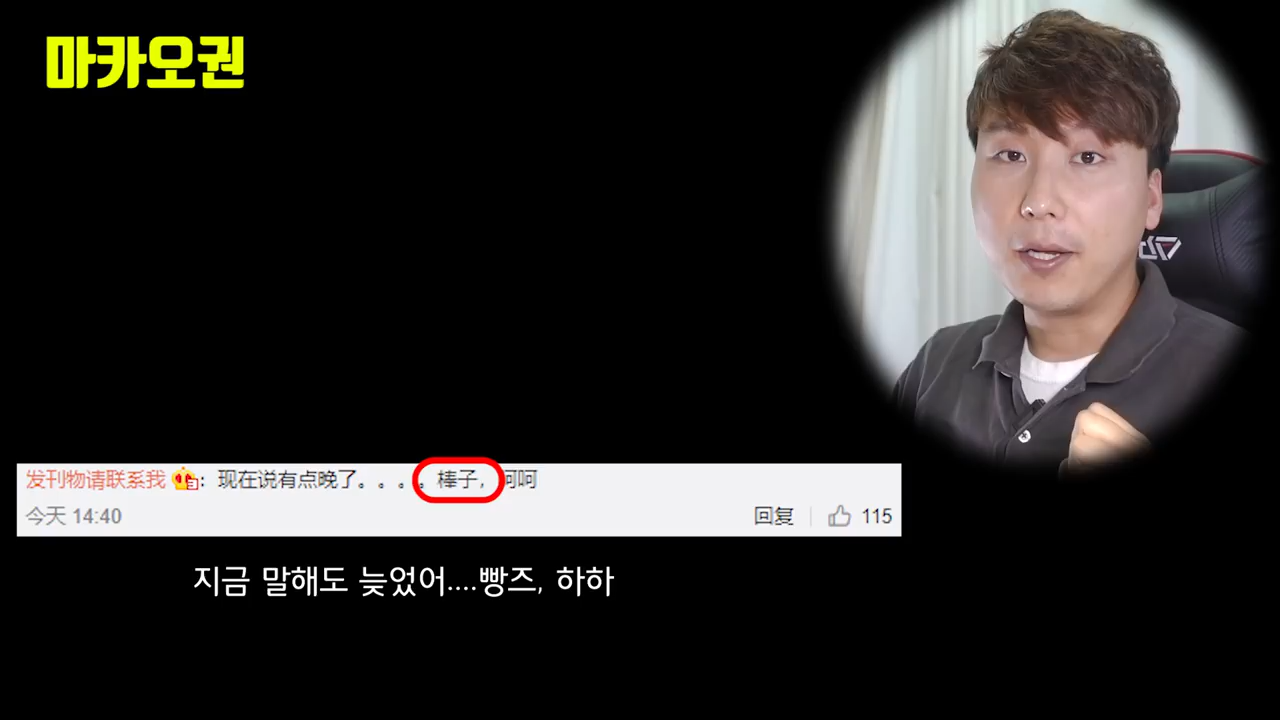 마카오권
发刊物请联系我 : 现在说有点晚了。。。。棒子，呵呵
今天 14:40
回复 115
지금 말해도 늦었어....빵즈, 하하